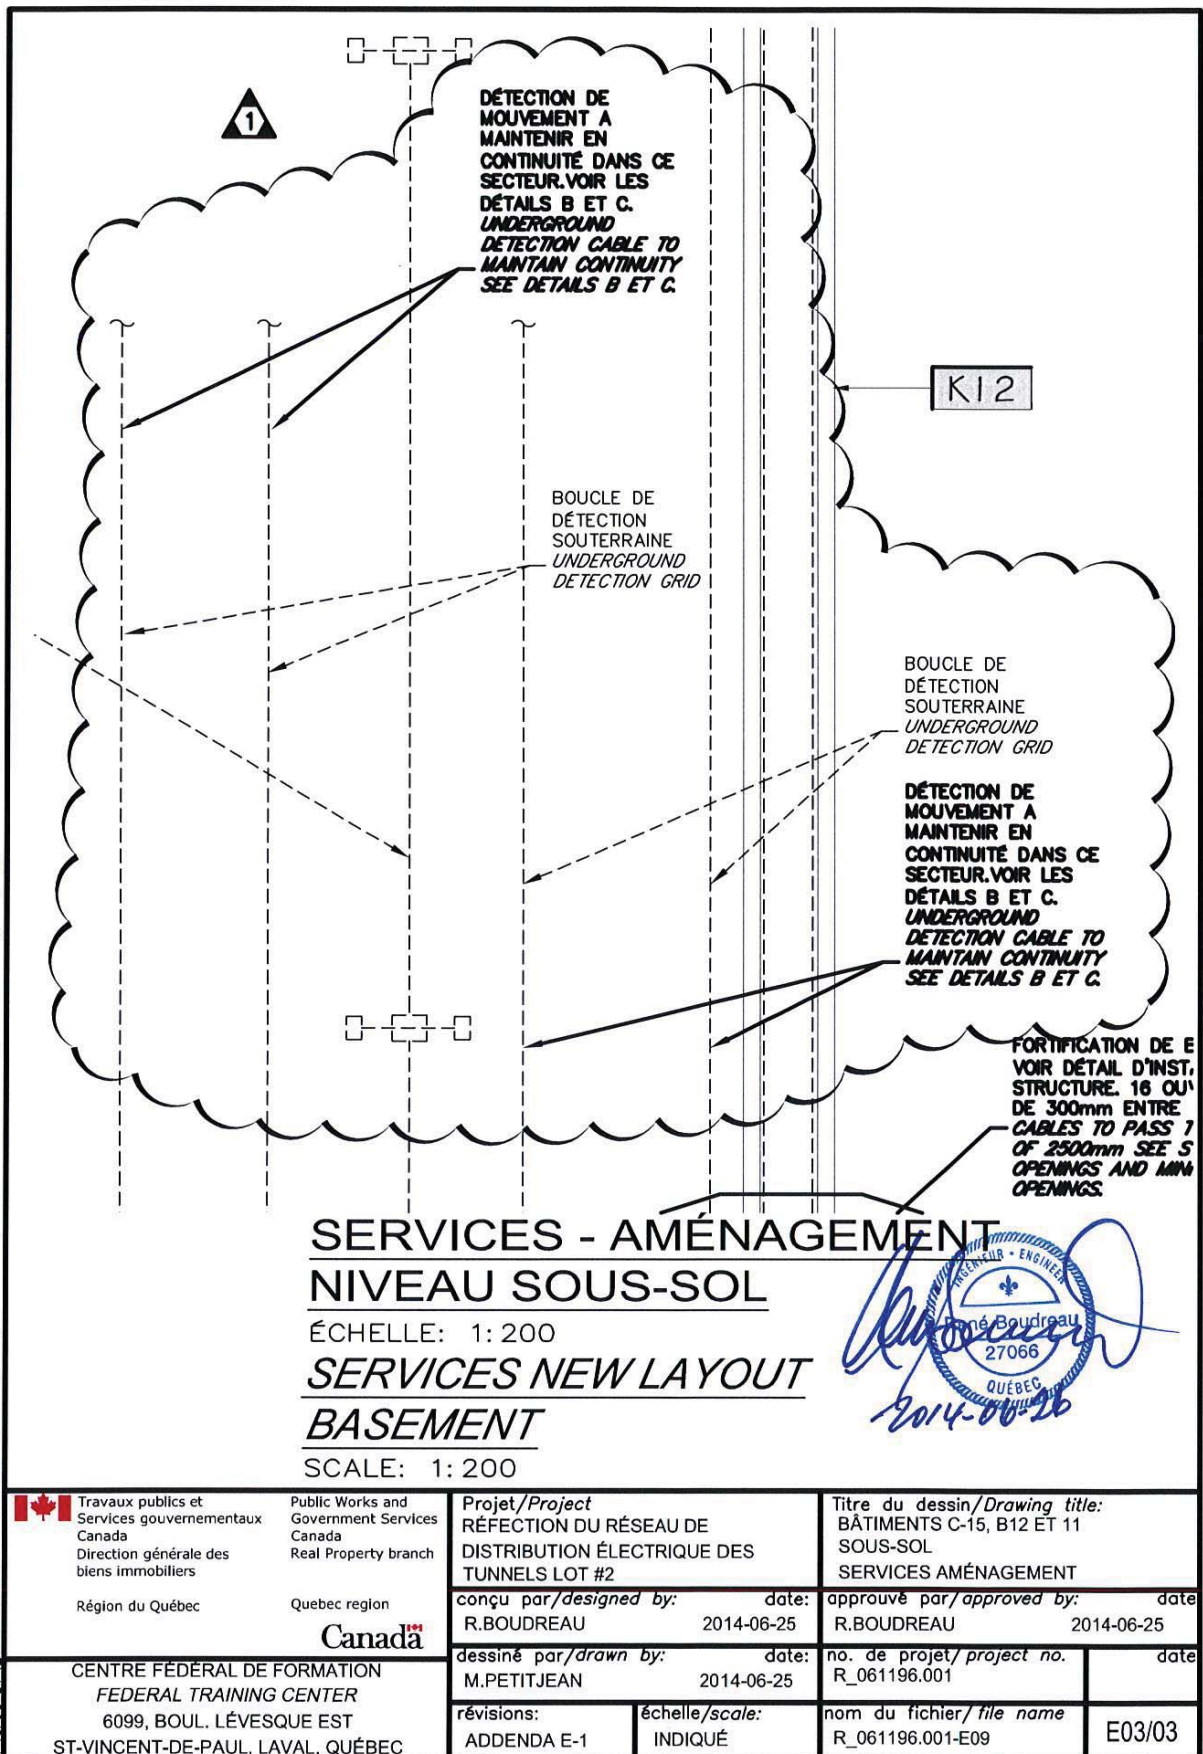 1
DÉTECTION DE
MOUVEMENT A
MAINTENIR EN
CONTINUITÉ DANS CE
SECTEUR.VOIR LES
DÉTAILS B ET C.
UNDERGROUND
DETECTION CABLE TO
MAINTAIN CONTINUITY
SEE DETAILS B ET C.
K12
BOUCLE DE
DÉTECTION
SOUTERRAINE
UNDERGROUND
DETECTION GRID
BOUCLE DE
DÉTECTION
SOUTERRAINE
UNDERGROUND
DETECTION GRID
DÉTECTION DE
MOUVEMENT A
MAINTENIR EN
CONTINUITÉ DANS CE
SECTEUR.VOIR LES
DÉTAILS B ET C.
UNDERGROUND
DETECTION CABLE TO
MAINTAIN CONTINUITY
SEE DETAILS B ET C.
FORTIFICATION DE E
VOIR DÉTAIL D'INST.
STRUCTURE. 16 OU
DE 300mm ENTRE
CABLES TO PASS
OF 2500mm SEE S
OPENINGS AND
OPENINGS.
SERVICES - AMÉNAGEMENT
NIVEAU SOUS-SOL
ÉCHELLE: 1: 200
SERVICES NEW LAYOUT
BASEMENT
SCALE: 1: 200
INGÉNIEUR • ENGINEER
René Boudreau
27066
QUÉBEC
2014-06-26
Travaux publics et
Services gouvernementaux
Canada
Direction générale des
biens immobiliers
Région du Québec
Public Works and
Government Services
Canada
Real Property branch
Quebec region
Canada
CENTRE FÉDÉRAL DE FORMATION
FEDERAL TRAINING CENTER
6099, BOUL. LÉVESQUE EST
ST-VINCENT-DE-PAUL, LAVAL, QUÉBEC
Projet/Project
RÉFECTION DU RÉSEAU DE
DISTRIBUTION ÉLECTRIQUE DES
TUNNELS LOT #2
Titre du dessin/Drawing title:
BÂTIMENTS C-15, B12 ET 11
SOUS-SOL
SERVICES AMÉNAGEMENT
conçu par/designed by: date:
R.BOUDREAU 2014-06-25
approuvé par/approved by: date
R.BOUDREAU 2014-06-25
dessiné par/drawn by: date:
M.PETITJEAN 2014-06-25
no. de projet/ project no. date
R_061196.001
révisions:
ADDENDA E-1
échelle/scale:
INDIQUÉ
nom du fichier/ file name
R_061196.001-E09
E03/03